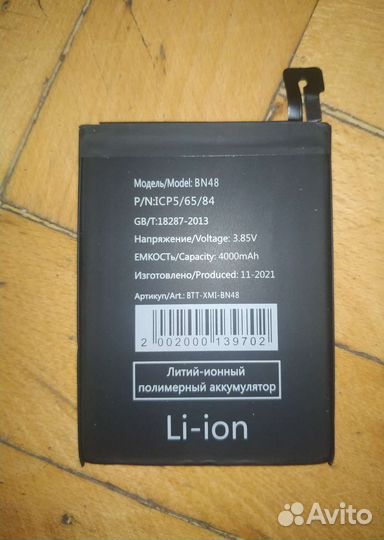 Модель/Model: BN48
P/N:ICP5/65/84
GB/T:18287-2013
Напряжение/Voltage: 3.85V
ЕМКОСТЬ/Capacity: 4000mAh
Изготовлено/Produced: 11-2021
Артикул/Art.: BTT-XMI-BN48
2 002000 139702
Литий-ионный
полимерный аккумулятор
Li-ion
Avito